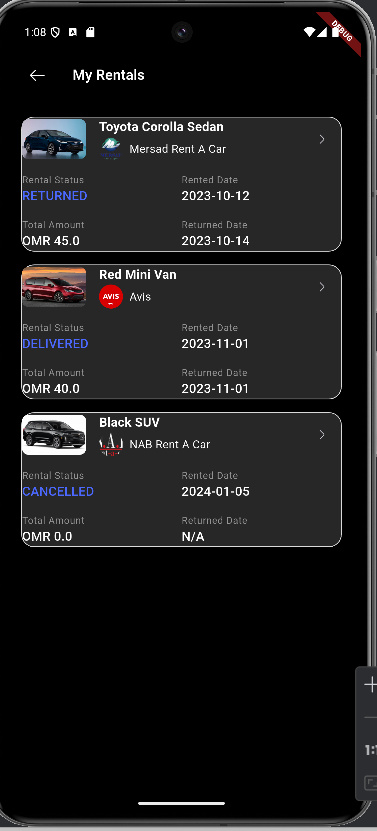 1:08
DEBUG
My Rentals
Toyota Corolla Sedan
Mersad Rent A Car
Rental Status Rented Date
RETURNED 2023-10-12
Total Amount Returned Date
OMR 45.0 2023-10-14
Red Mini Van
AVIS Avis
Rental Status Rented Date
DELIVERED 2023-11-01
Total Amount Returned Date
OMR 40.0 2023-11-01
Black SUV
NAB Rent A Car
Rental Status Rented Date
CANCELLED 2024-01-05
Total Amount Returned Date
OMR 0.0 N/A